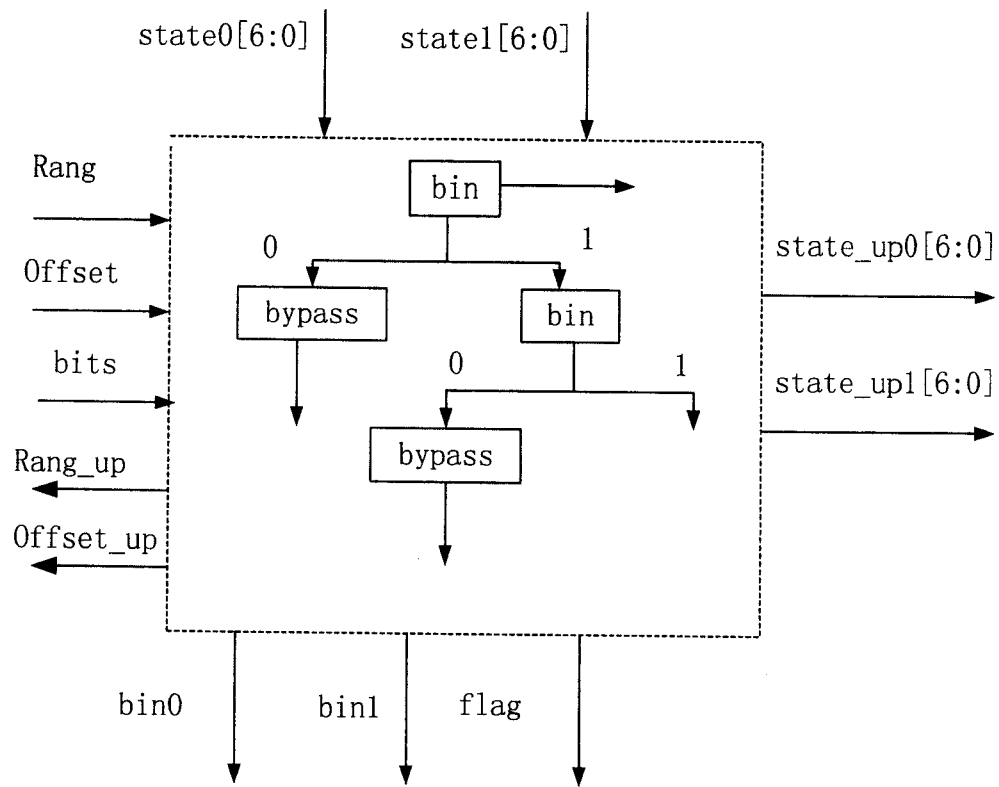 state0[6:0] state1[6:0]
Rang
bin
0 1
state_up0[6:0]
Offset
bypass bin
bits
0 1
state_up1[6:0]
bypass
Rang_up
Offset_up
bin0 bin1 flag